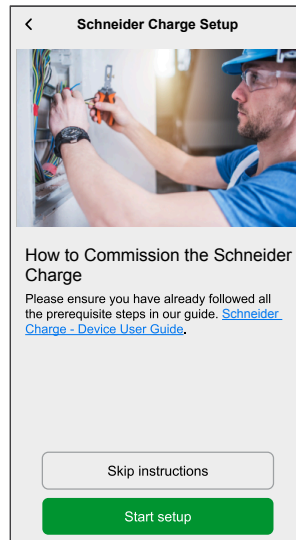 Schneider Charge Setup
How to Commission the Schneider
Charge
Please ensure you have already followed all
the prerequisite steps in our guide. Schneider
Charge - Device User Guide.
Skip instructions
Start setup